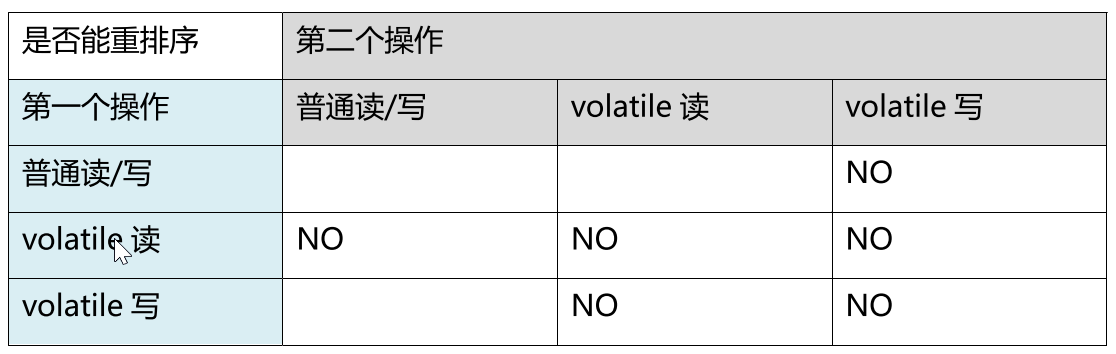 是否能重排序 第二个操作
第一个操作 普通读/写 volatile 读 volatile 写
普通读/写 NO
volatile 读 NO NO NO
volatile 写 NO NO